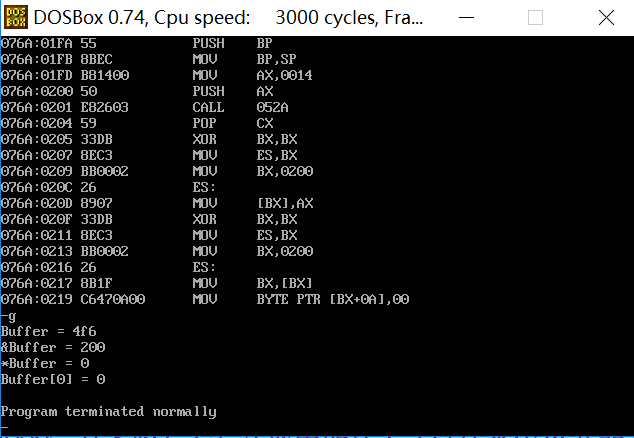 DOS BOX DOSBox 0.74, Cpu speed: 3000 cycles, Fra...
076A:01FA 55 PUSH BP
076A:01FB 8BEC MOV BP,SP
076A:01FD B81400 MOV AX,0014
076A:0200 50 PUSH AX
076A:0201 E82603 CALL 052A
076A:0204 59 POP CX
076A:0205 33DB XOR BX,BX
076A:0207 8EC3 MOV ES,BX
076A:0209 BB0002 MOV BX,0200
076A:020C 26 ES:
076A:020D 8907 MOV [BX],AX
076A:020F 33DB XOR BX,BX
076A:0211 8EC3 MOV ES,BX
076A:0213 BB0002 MOV BX,0200
076A:0216 26 ES:
076A:0217 8B1F MOV BX,[BX]
076A:0219 C6470A00 MOV BYTE PTR [BX+0A],00
-g
Buffer = 4f6
&Buffer = 200
*Buffer = 0
Buffer[0] = 0
Program terminated normally
-